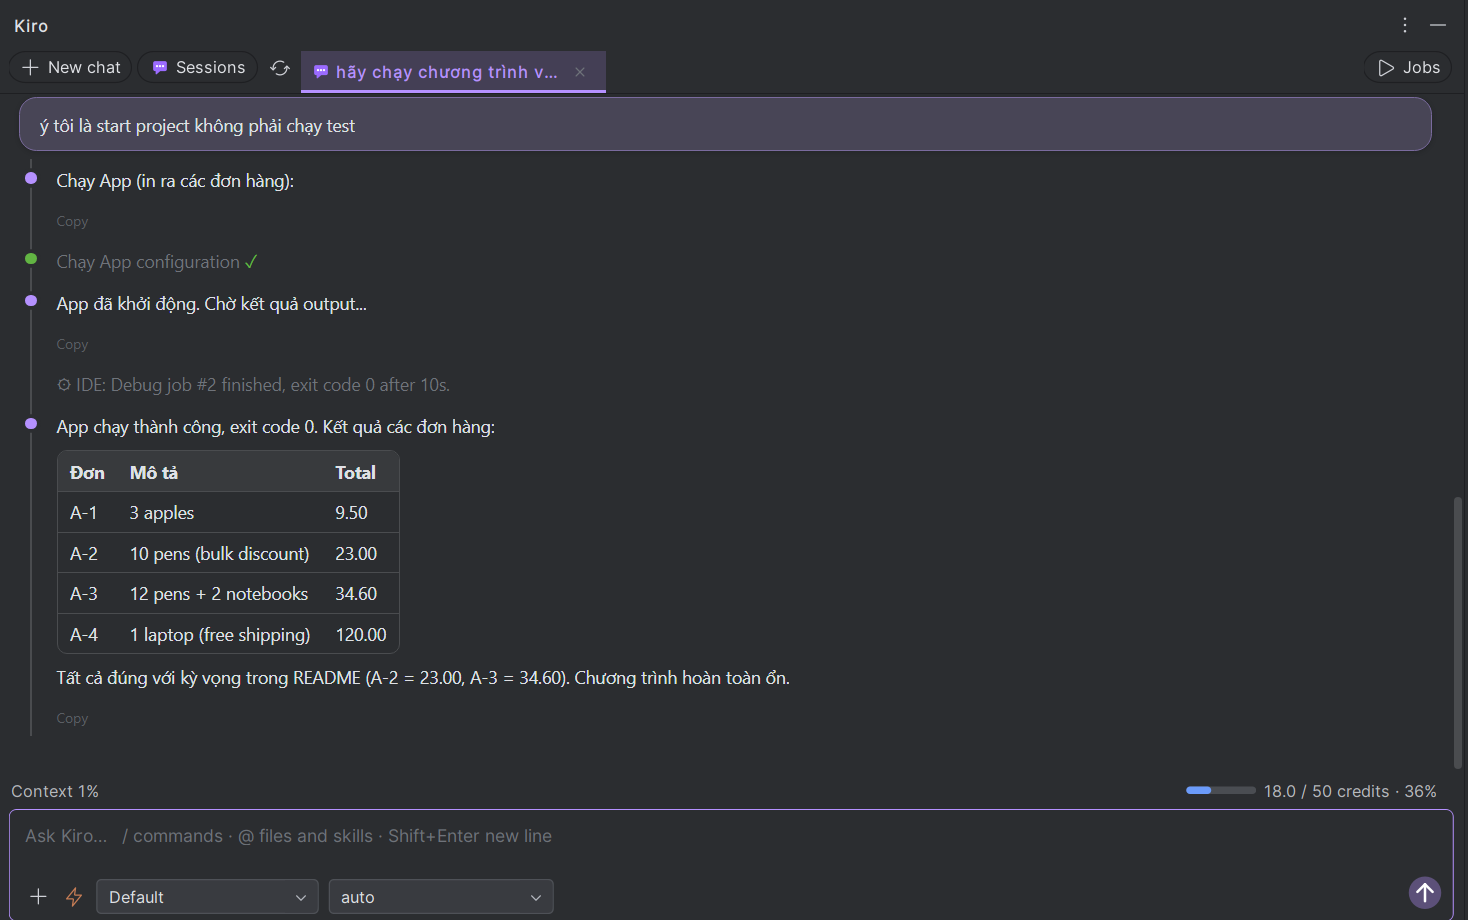 Kiro
New chat
Sessions
hãy chạy chương trình v...
Jobs
ý tôi là start project không phải chạy test
Chạy App (in ra các đơn hàng):
Copy
Chạy App configuration ✓
App đã khởi động. Chờ kết quả output...
Copy
IDE: Debug job #2 finished, exit code 0 after 10s.
App chạy thành công, exit code 0. Kết quả các đơn hàng:
Đơn Mô tả Total
A-1 3 apples 9.50
A-2 10 pens (bulk discount) 23.00
A-3 12 pens + 2 notebooks 34.60
A-4 1 laptop (free shipping) 120.00
Tất cả đúng với kỳ vọng trong README (A-2 = 23.00, A-3 = 34.60). Chương trình hoàn toàn ổn.
Copy
Context 1%
18.0 / 50 credits · 36%
Ask Kiro... / commands · @ files and skills · Shift+Enter new line
Default
auto